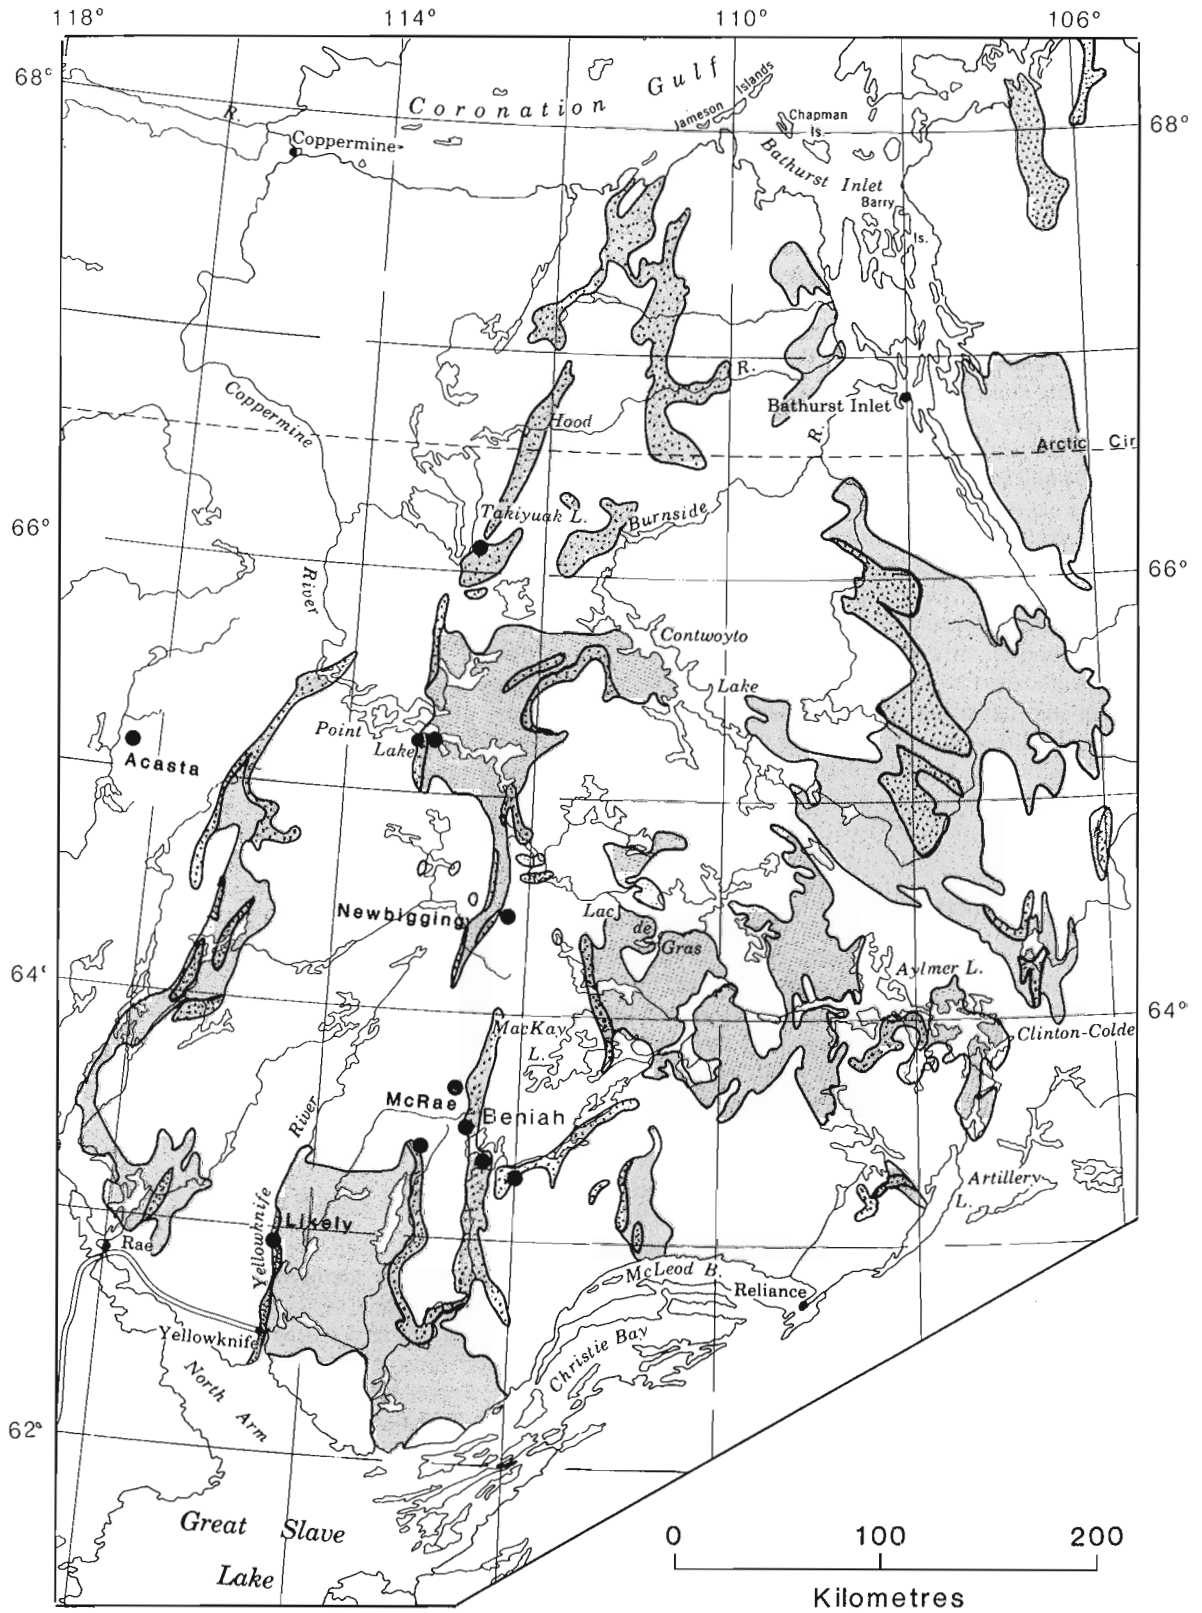 118° 114° 110° 106°
68°
Coronation Gulf
Jameson Islands
Chapman
Is.
68°
R.
Coppermine
Bathurst Inlet
Barry
Is.
R.
Bathurst Inlet
Coppermine
Hood
R.
Arctic Cir
Takiyuak L.
Burnside
66°
66°
River
Contwoyto
Lake
Point
Lake
Acasta
Newbigging
Lac
de
Gras
Aylmer L.
64°
64°
MacKay
L.
Clinton-Colde
McRae
Beniah
River
Artillery
L.
Yellowknife
Likely
Rae
McLeod B.
Reliance
Yellowknife
Christie Bay
North Arm
62°
Great Slave
Lake
0 100 200
Kilometres